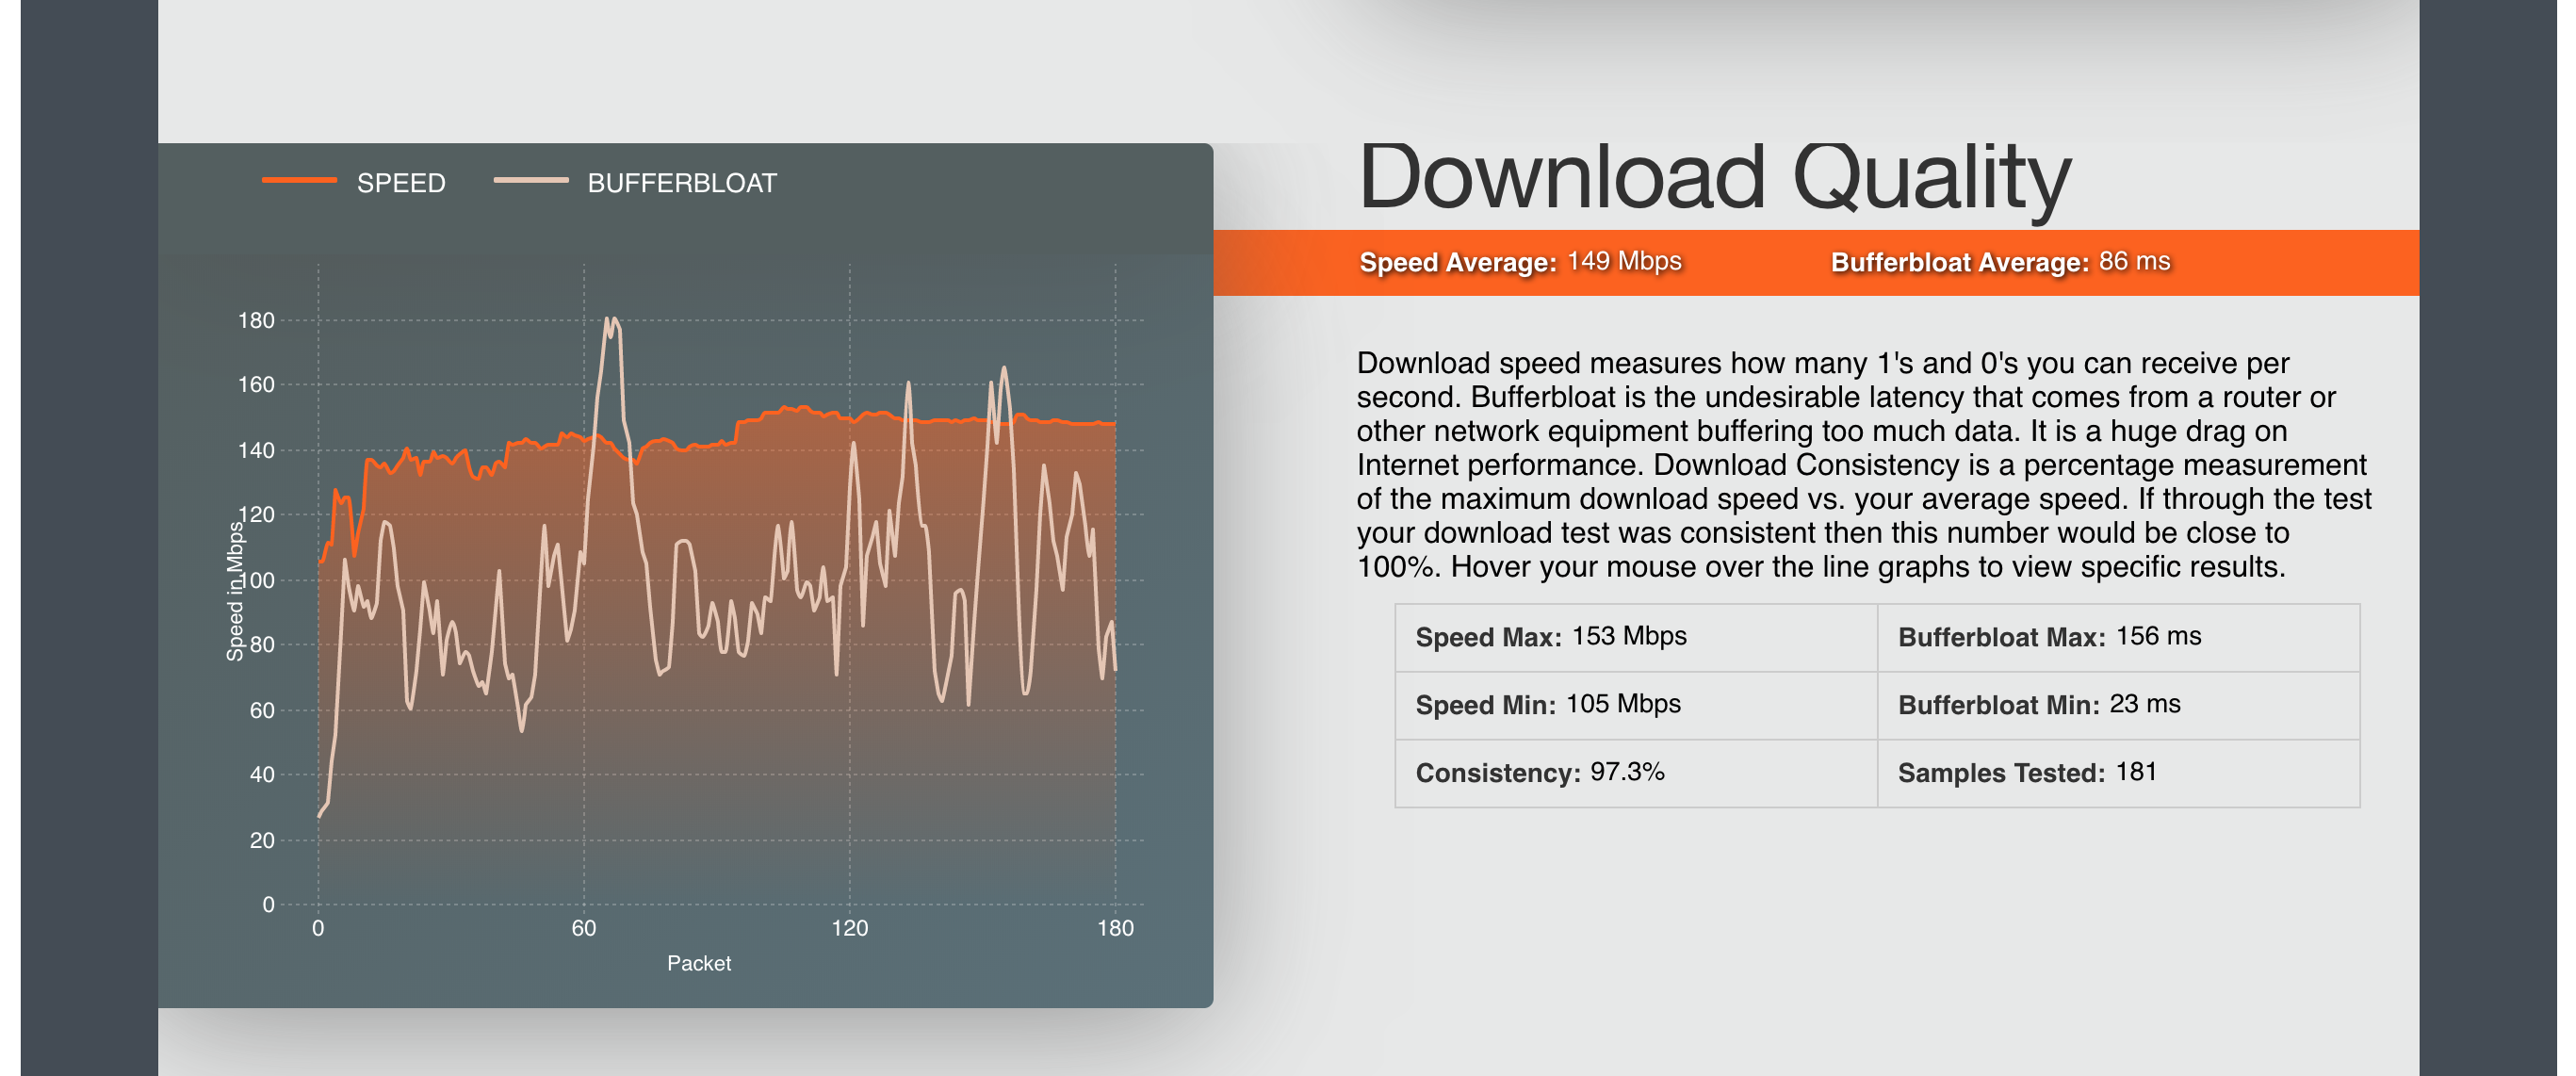 SPEED BUFFERBLOAT
180
160
140
120
100
80
60
40
20
0
Speed in Mbps
0 60 120 180
Packet
Download Quality
Speed Average: 149 Mbps Bufferbloat Average: 86 ms
Download speed measures how many 1's and 0's you can receive per
second. Bufferbloat is the undesirable latency that comes from a router or
other network equipment buffering too much data. It is a huge drag on
Internet performance. Download Consistency is a percentage measurement
of the maximum download speed vs. your average speed. If through the test
your download test was consistent then this number would be close to
100%. Hover your mouse over the line graphs to view specific results.
Speed Max: 153 Mbps Bufferbloat Max: 156 ms
Speed Min: 105 Mbps Bufferbloat Min: 23 ms
Consistency: 97.3% Samples Tested: 181